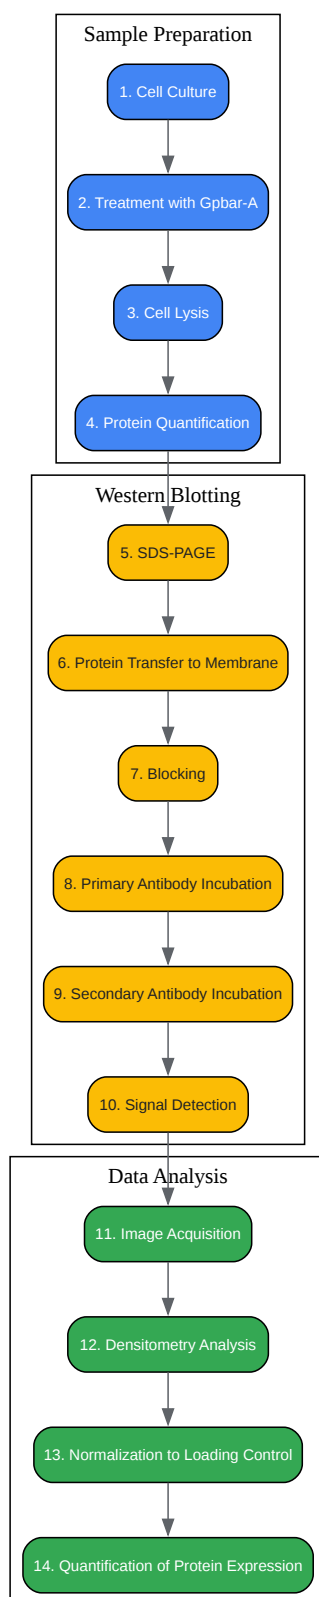 Sample Preparation
1. Cell Culture
2. Treatment with Gpbar-A
3. Cell Lysis
4. Protein Quantification
Western Blotting
5. SDS-PAGE
6. Protein Transfer to Membrane
7. Blocking
8. Primary Antibody Incubation
9. Secondary Antibody Incubation
10. Signal Detection
Data Analysis
11. Image Acquisition
12. Densitometry Analysis
13. Normalization to Loading Control
14. Quantification of Protein Expression